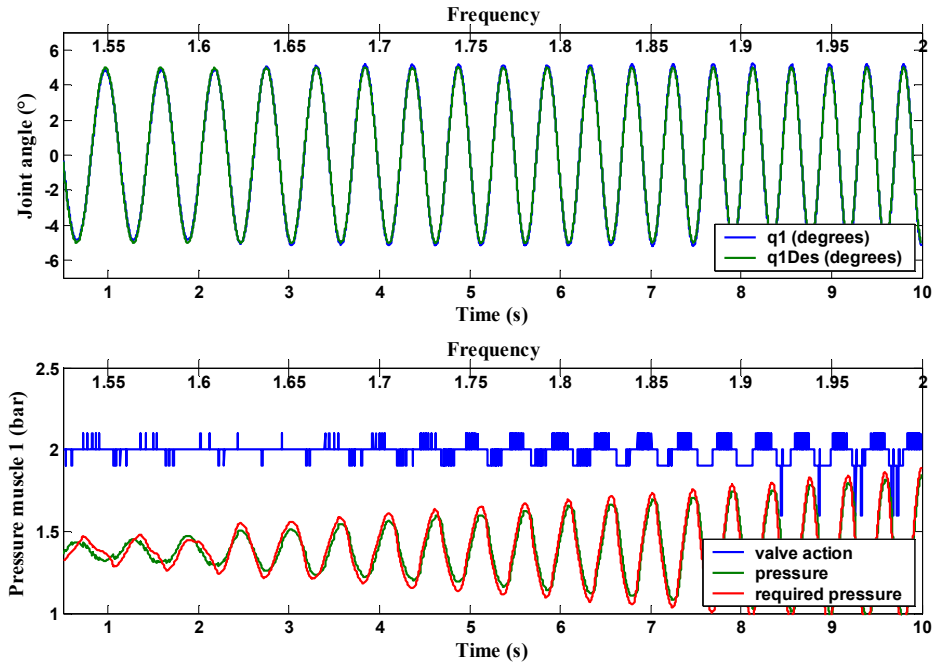 Frequency
1.55 1.6 1.65 1.7 1.75 1.8 1.85 1.9 1.95 2
6
4
2
0
-2
-4
-6
Joint angle (°)
q1 (degrees)
q1Des (degrees)
1 2 3 4 5 6 7 8 9 10
Time (s)
Frequency
1.55 1.6 1.65 1.7 1.75 1.8 1.85 1.9 1.95 2
2.5
2
1.5
1
Pressure muscle 1 (bar)
valve action
pressure
required pressure
1 2 3 4 5 6 7 8 9 10
Time (s)